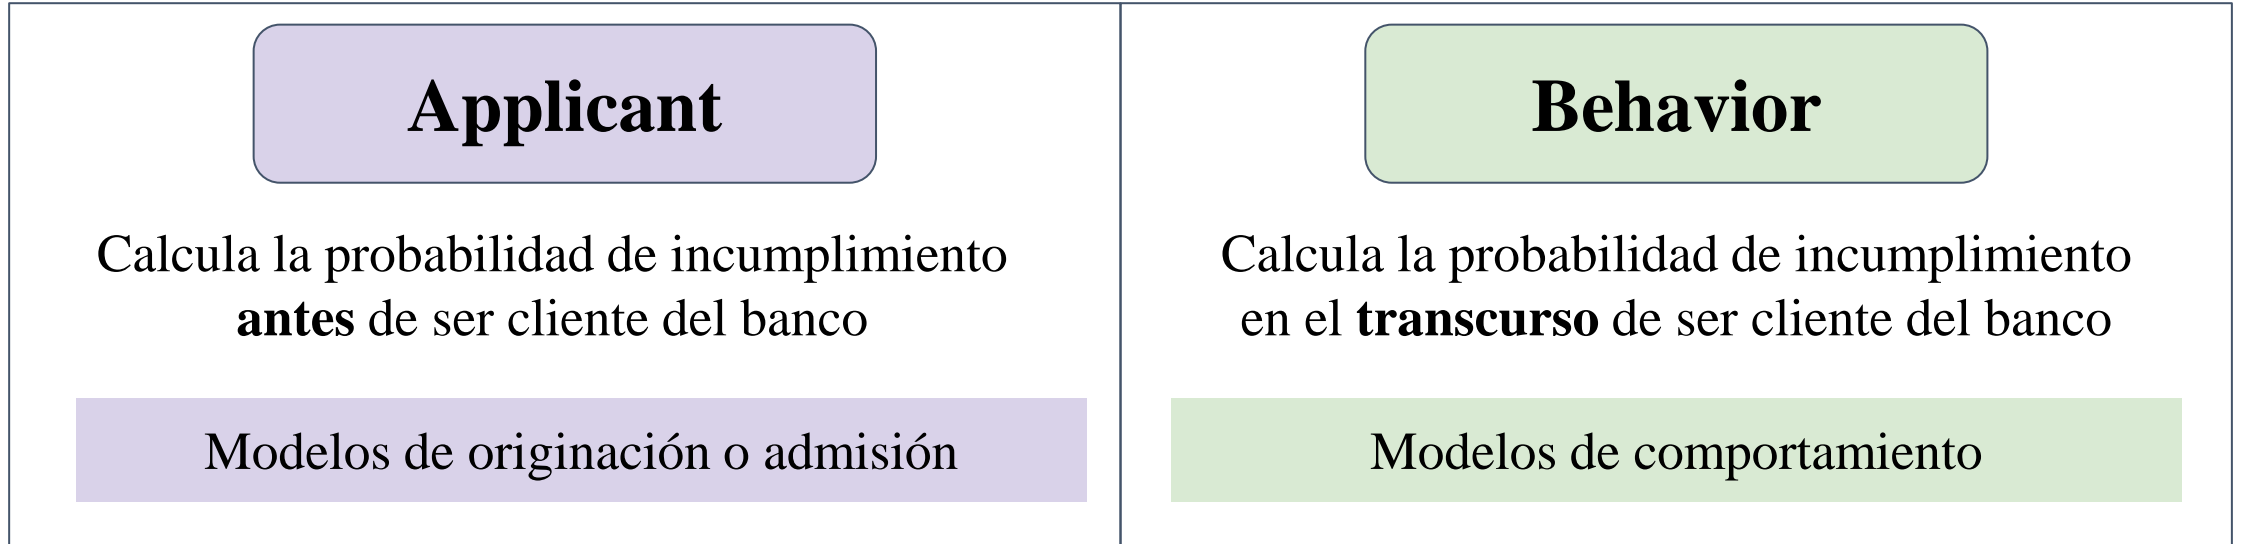 Applicant
Calcula la probabilidad de incumplimiento
antes de ser cliente del banco
Modelos de originación o admisión
Behavior
Calcula la probabilidad de incumplimiento
en el transcurso de ser cliente del banco
Modelos de comportamiento